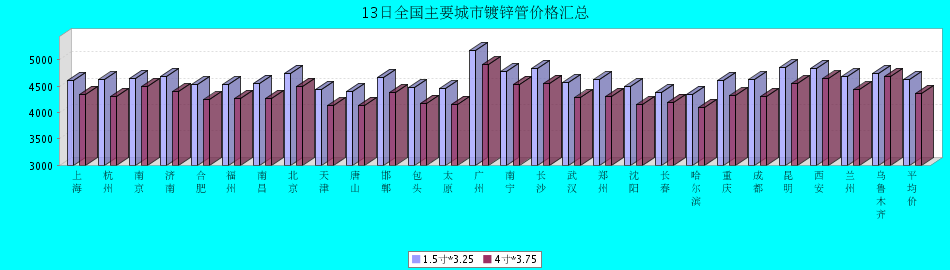 13日全国主要城市镀锌管价格汇总
5000
4500
4000
3500
3000
上海
杭州
南京
济南
合肥
福州
南昌
北京
天津
唐山
邯郸
包头
太原
广州
南宁
长沙
武汉
郑州
沈阳
长春
哈尔滨
重庆
成都
昆明
西安
兰州
乌鲁木齐
平均价
1.5寸*3.25
4寸*3.75